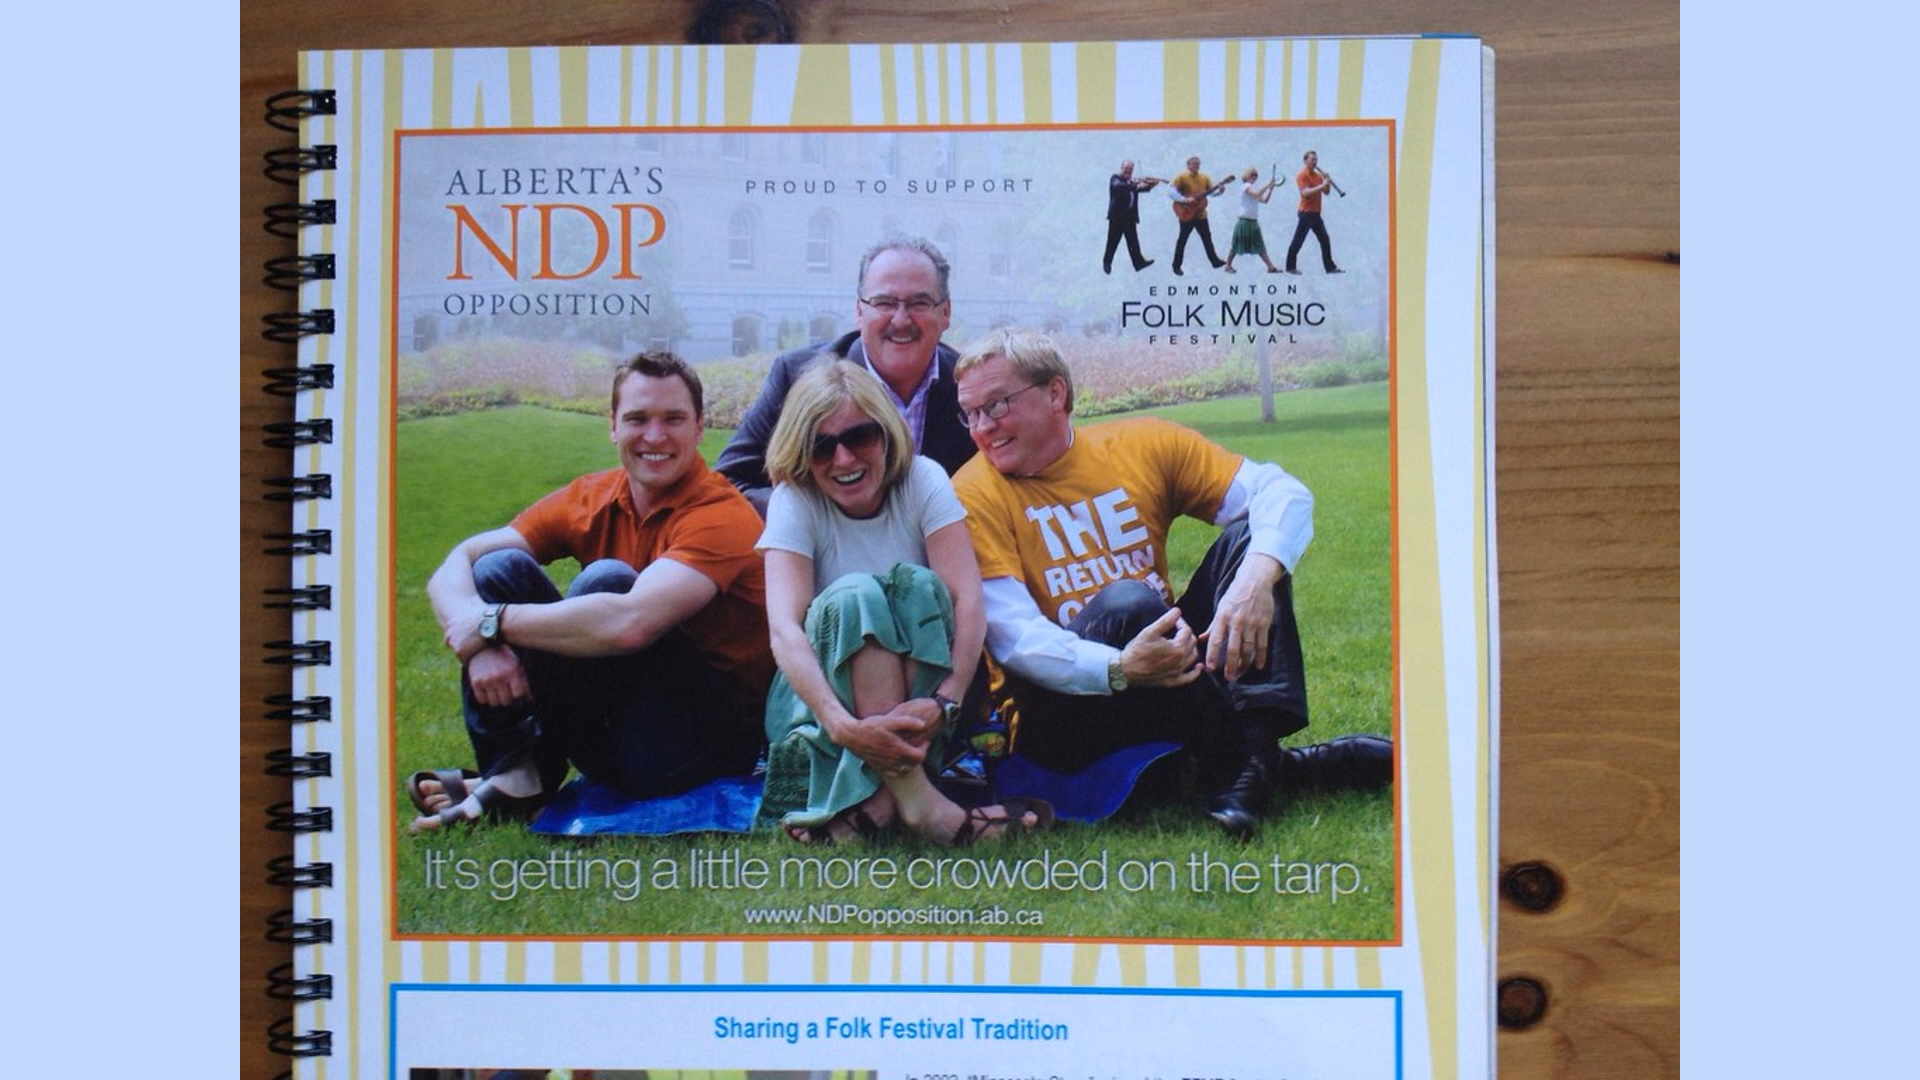 ALBERTA'S
NDP
OPPOSITION
PROUD TO SUPPORT
EDMONTON
FOLK MUSIC
FESTIVAL
THE
RETURN
It's getting a little more crowded on the tarp.
www.NDPopposition.ab.ca
Sharing a Folk Festival Tradition